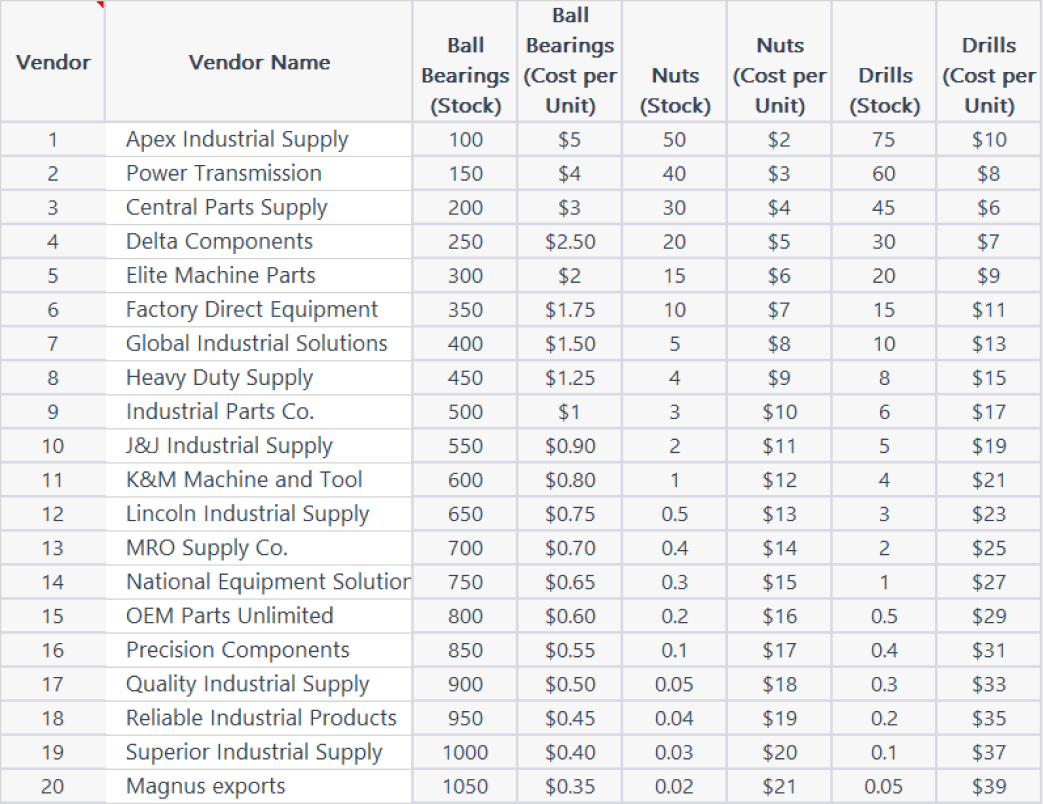 Vendor Vendor Name Ball Bearings (Stock) Ball Bearings (Cost per Unit) Nuts (Stock) Nuts (Cost per Unit) Drills (Stock) Drills (Cost per Unit)
1 Apex Industrial Supply 100 $5 50 $2 75 $10
2 Power Transmission 150 $4 40 $3 60 $8
3 Central Parts Supply 200 $3 30 $4 45 $6
4 Delta Components 250 $2.50 20 $5 30 $7
5 Elite Machine Parts 300 $2 15 $6 20 $9
6 Factory Direct Equipment 350 $1.75 10 $7 15 $11
7 Global Industrial Solutions 400 $1.50 5 $8 10 $13
8 Heavy Duty Supply 450 $1.25 4 $9 8 $15
9 Industrial Parts Co. 500 $1 3 $10 6 $17
10 J&J Industrial Supply 550 $0.90 2 $11 5 $19
11 K&M Machine and Tool 600 $0.80 1 $12 4 $21
12 Lincoln Industrial Supply 650 $0.75 0.5 $13 3 $23
13 MRO Supply Co. 700 $0.70 0.4 $14 2 $25
14 National Equipment Solution 750 $0.65 0.3 $15 1 $27
15 OEM Parts Unlimited 800 $0.60 0.2 $16 0.5 $29
16 Precision Components 850 $0.55 0.1 $17 0.4 $31
17 Quality Industrial Supply 900 $0.50 0.05 $18 0.3 $33
18 Reliable Industrial Products 950 $0.45 0.04 $19 0.2 $35
19 Superior Industrial Supply 1000 $0.40 0.03 $20 0.1 $37
20 Magnus exports 1050 $0.35 0.02 $21 0.05 $39